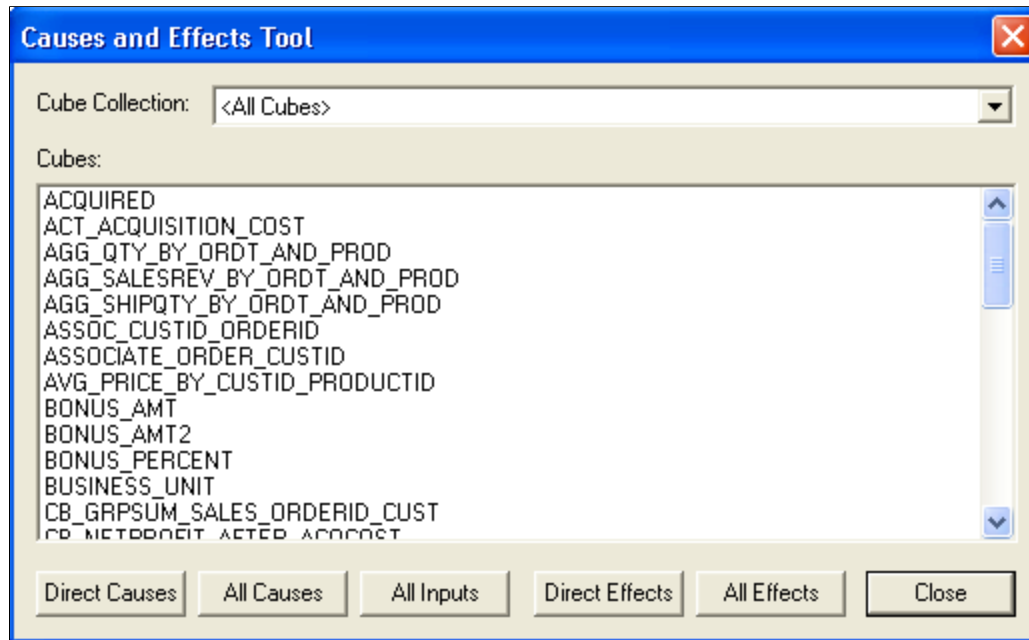 Causes and Effects Tool
Cube Collection: <All Cubes>
Cubes:
ACQUIRED
ACT_ACQUISITION_COST
AGG_QTY_BY_ORDT_AND_PROD
AGG_SALESREV_BY_ORDT_AND_PROD
AGG_SHIPQTY_BY_ORDT_AND_PROD
ASSOC_CUSTID_ORDERID
ASSOCIATE_ORDER_CUSTID
AVG_PRICE_BY_CUSTID_PRODUCTID
BONUS_AMT
BONUS_AMT2
BONUS_PERCENT
BUSINESS_UNIT
CB_GRPSUM_SALES_ORDERID_CUST
CB_NETPROFIT_AFTER_ACQCOST
Direct Causes All Causes All Inputs Direct Effects All Effects Close